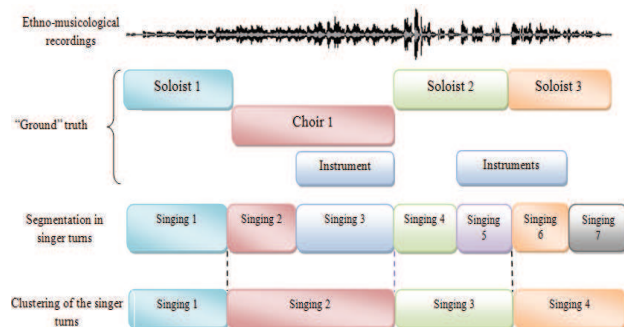 Ethno-musicological
recordings
Soloist 1
Soloist 2
Soloist 3
"Ground" truth
Choir 1
Instrument
Instruments
Segmentation in
singer turns
Singing 1
Singing 2
Singing 3
Singing 4
Singing
5
Singing
6
Singing
7
Clustering of the singer
turns
Singing 1
Singing 2
Singing 3
Singing 4